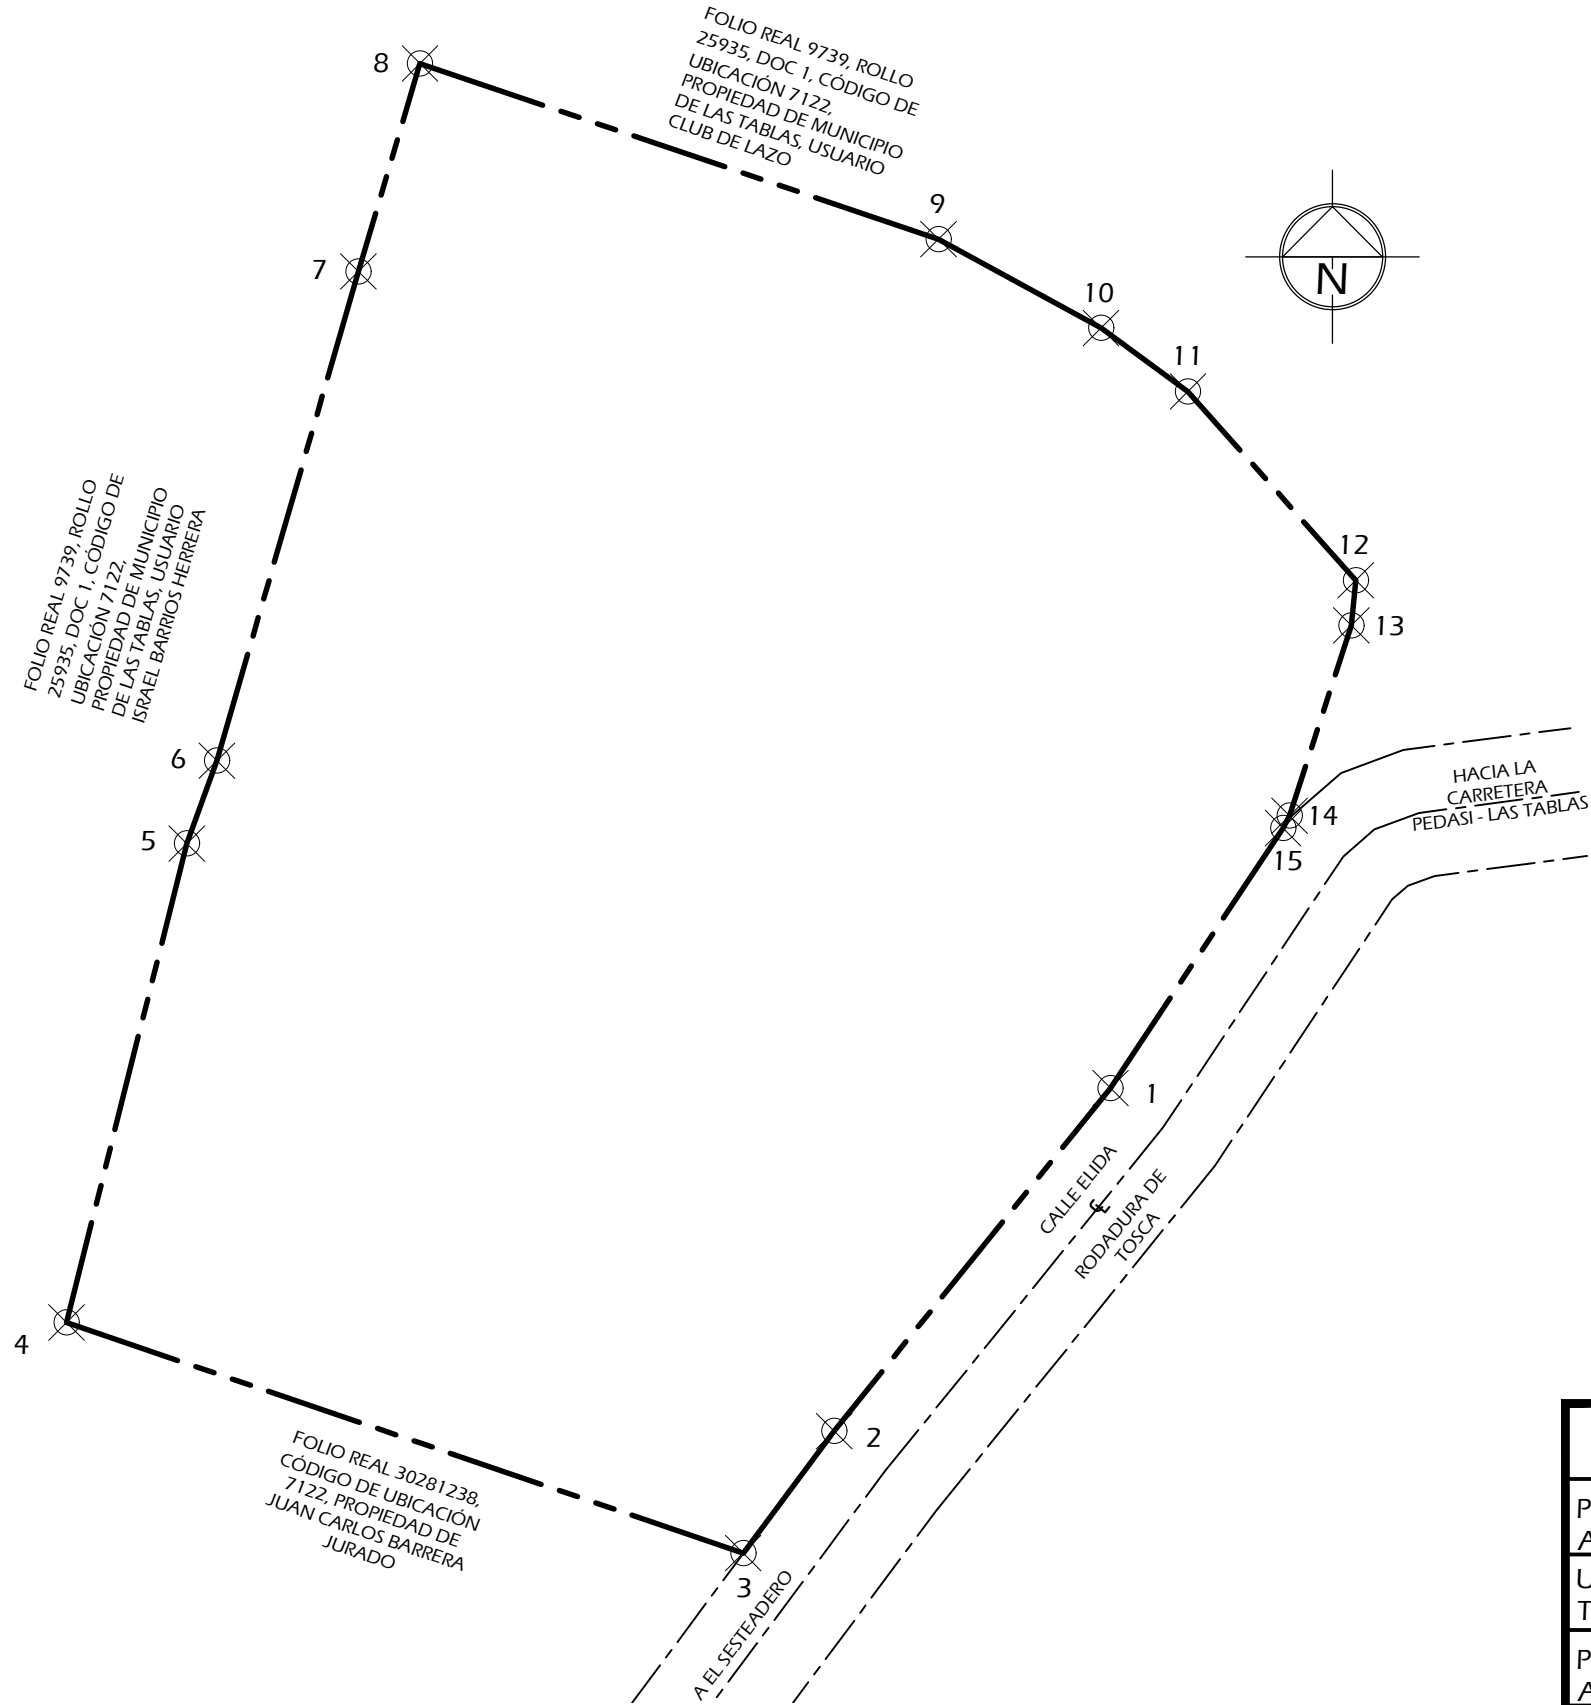 FOLIO REAL 9739, ROLLO
25935, DOC 1, CÓDIGO DE
UBICACIÓN 7122,
PROPIEDAD DE MUNICIPIO
DE LAS TABLAS, USUARIO
CLUB DE LAZO
8
9
7
10
N
11
FOLIO REAL 9739, ROLLO
25935, DOC 1, CÓDIGO DE
UBICACIÓN 7122,
PROPIEDAD DE MUNICIPIO
DE LAS TABLAS, USUARIO
ISRAEL BARRIOS HERRERA
12
13
6
HACIA LA
CARRETERA
PEDASI - LAS TABLAS
14
5
15
1
CALLE ELIDA
℄
RODADURA DE
TOSCA
4
2
FOLIO REAL 30281238,
CÓDIGO DE UBICACIÓN
7122, PROPIEDAD DE
JUAN CARLOS BARRERA
JURADO
3
A EL SESTEADERO